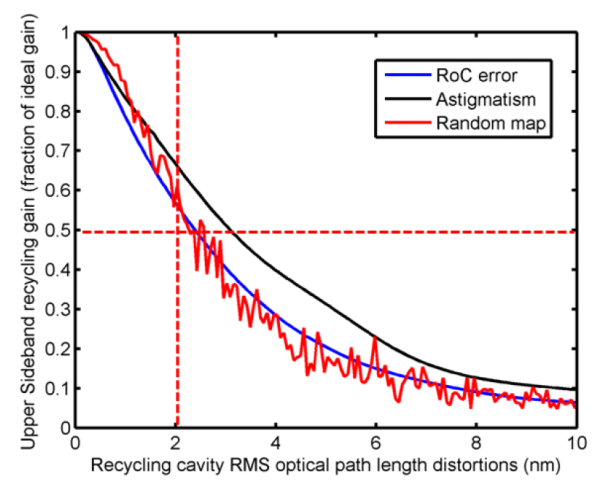 Upper Sideband recycling gain (fraction of ideal gain)
1
0.9
0.8
0.7
0.6
0.5
0.4
0.3
0.2
0.1
0
RoC error
Astigmatism
Random map
0 2 4 6 8 10
Recycling cavity RMS optical path length distortions (nm)